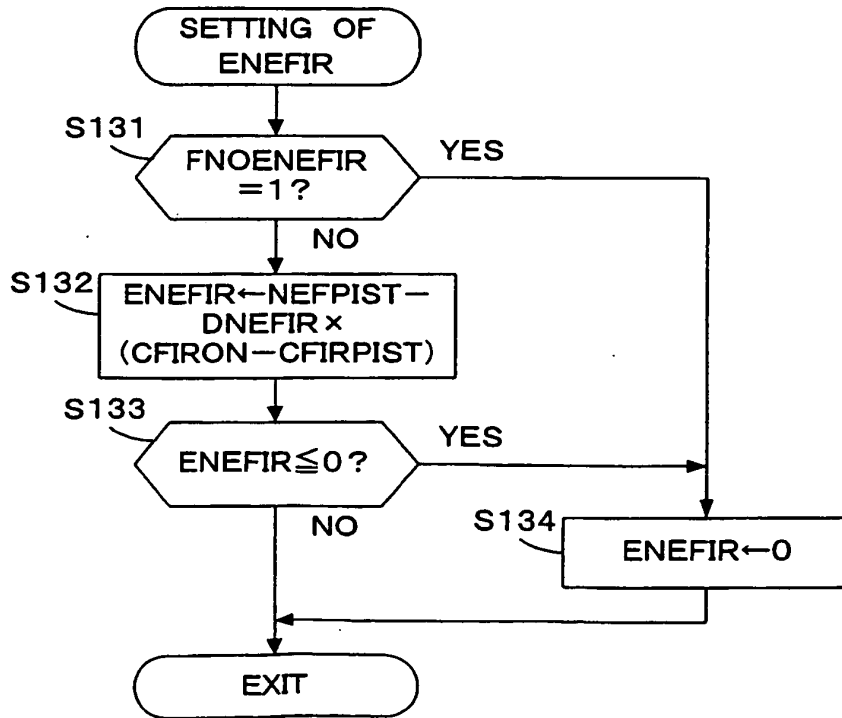 SETTING OF
ENEFIR
S131
FNOENEFIR
=1?
YES
NO
S132
ENEFIR←NEFPIST−
DNEFIR×
(CFIRON−CFIRPIST)
S133
ENEFIR≦0?
YES
NO
S134
ENEFIR←0
EXIT